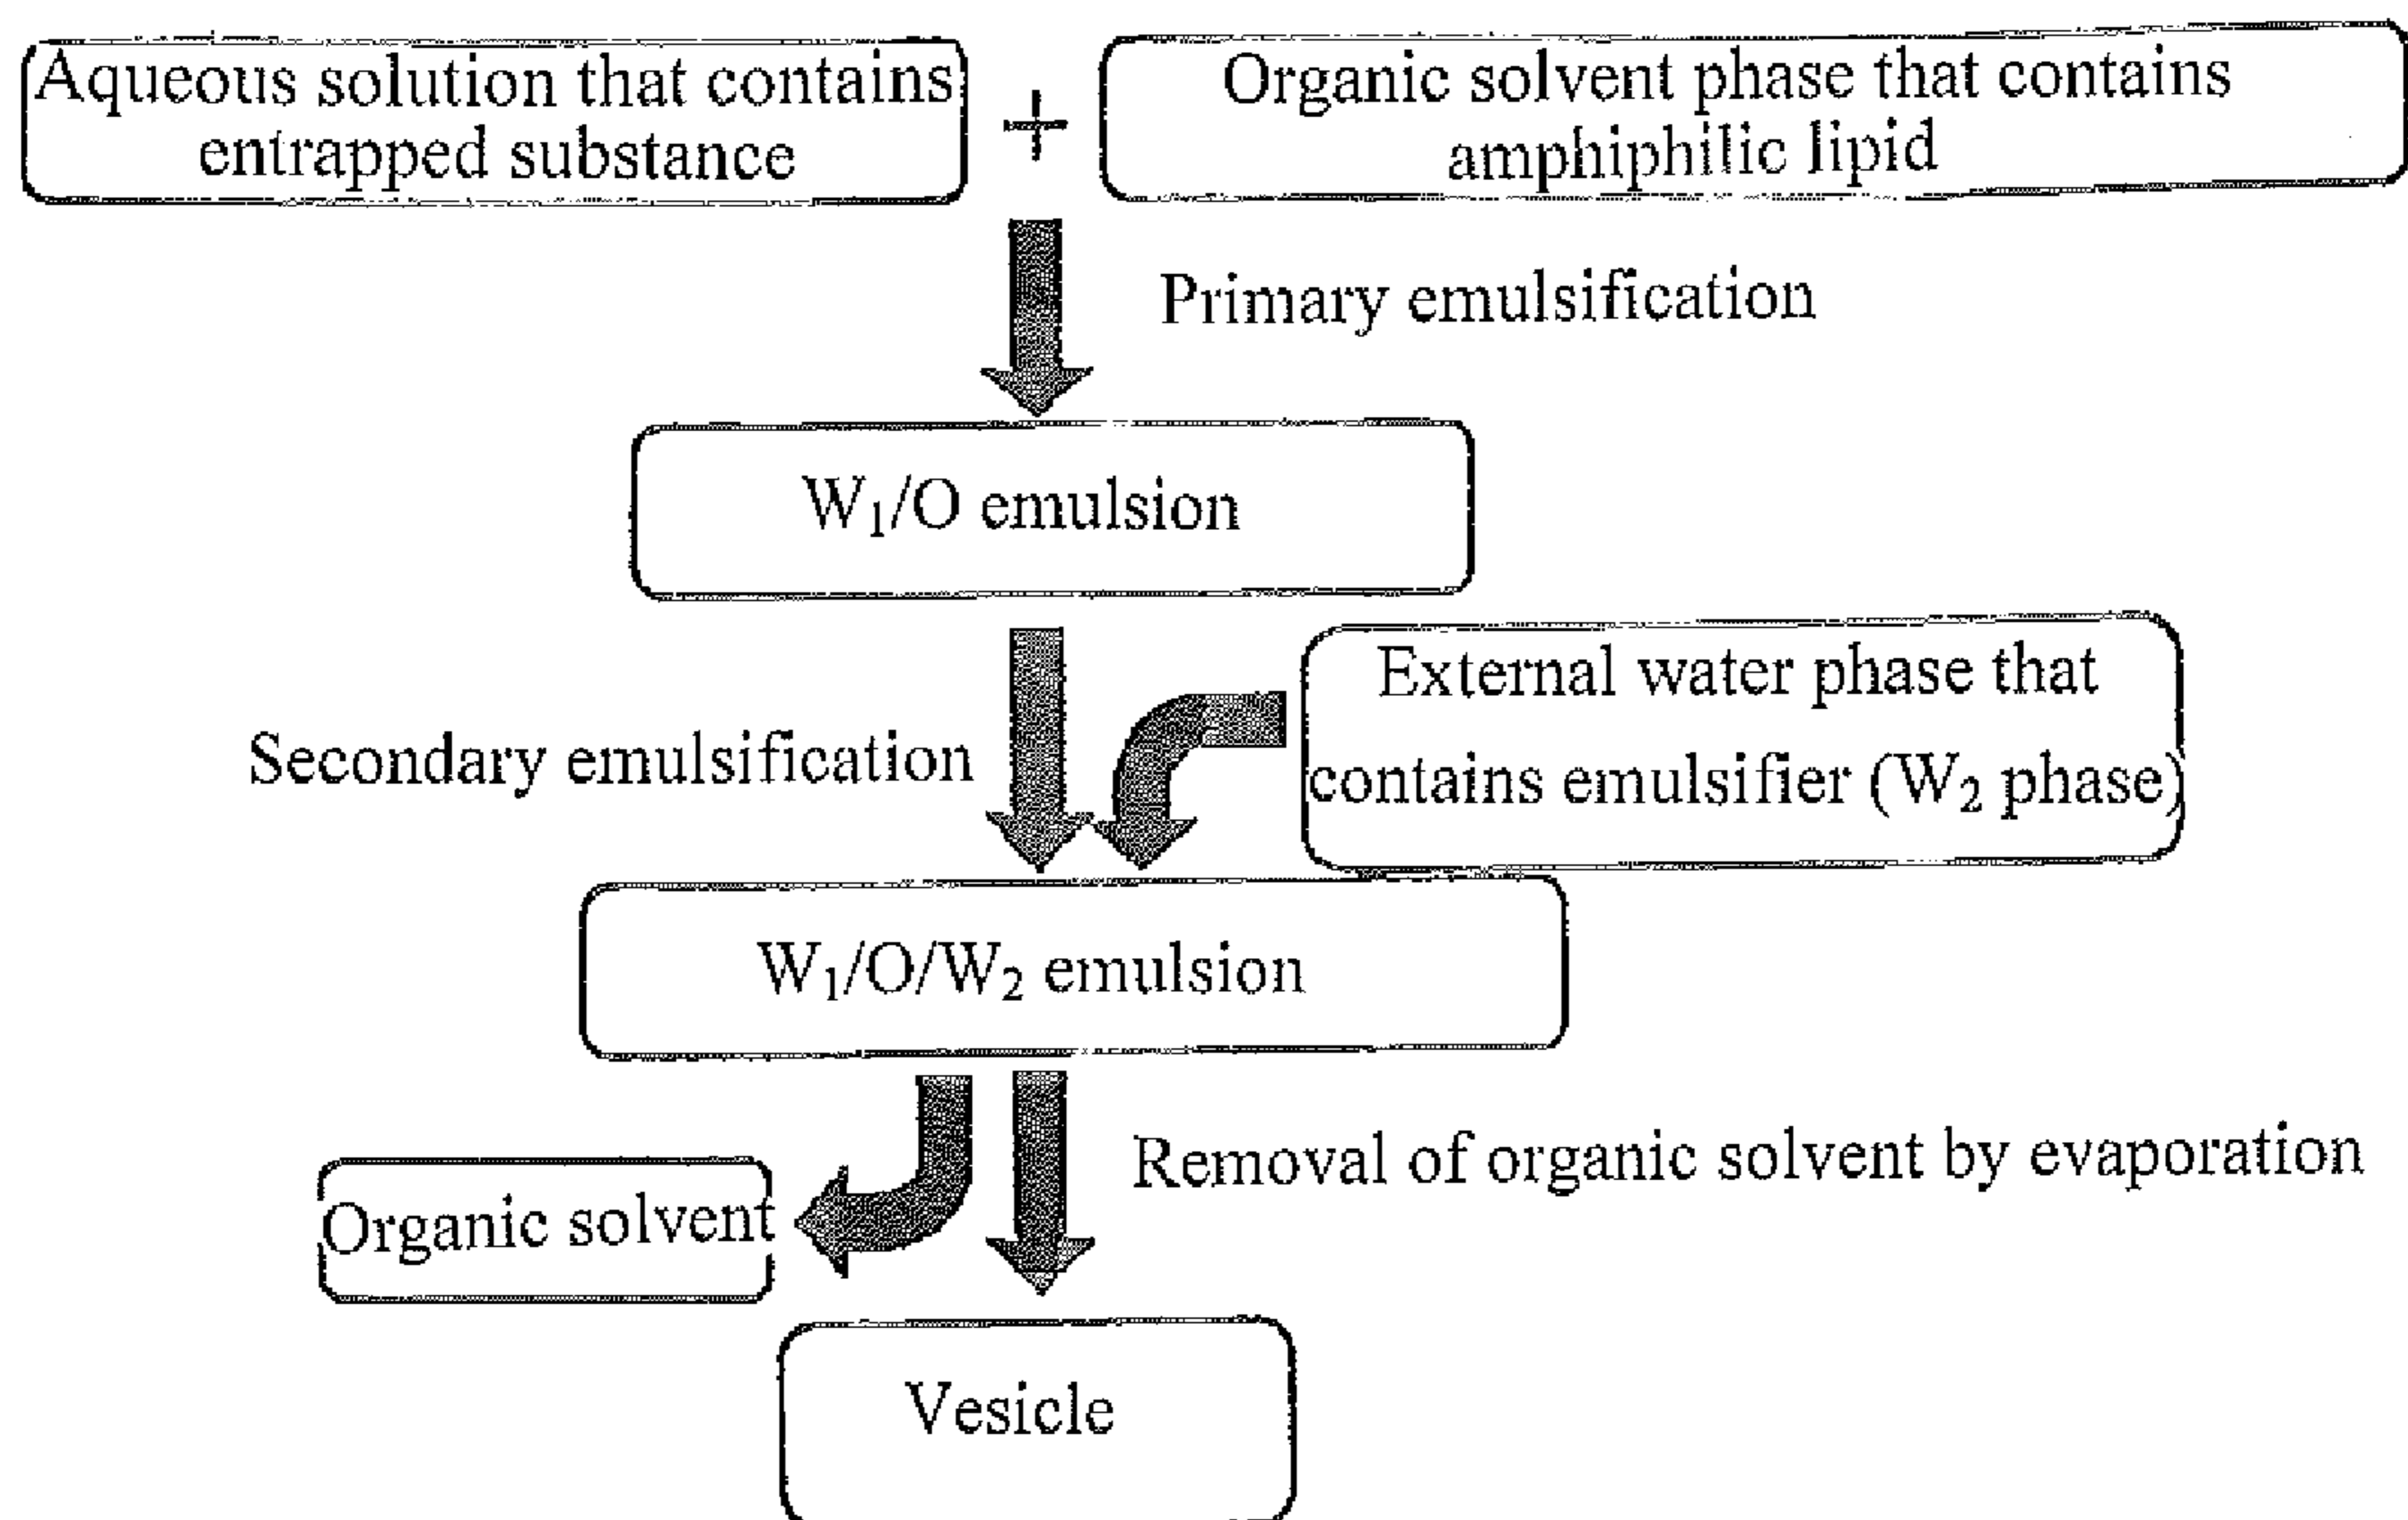 Aqueous solution that contains
entrapped substance
+
Organic solvent phase that contains
amphiphilic lipid
Primary emulsification
W₁/O emulsion
Secondary emulsification
External water phase that
contains emulsifier (W₂ phase)
W₁/O/W₂ emulsion
Removal of organic solvent by evaporation
Organic solvent
Vesicle